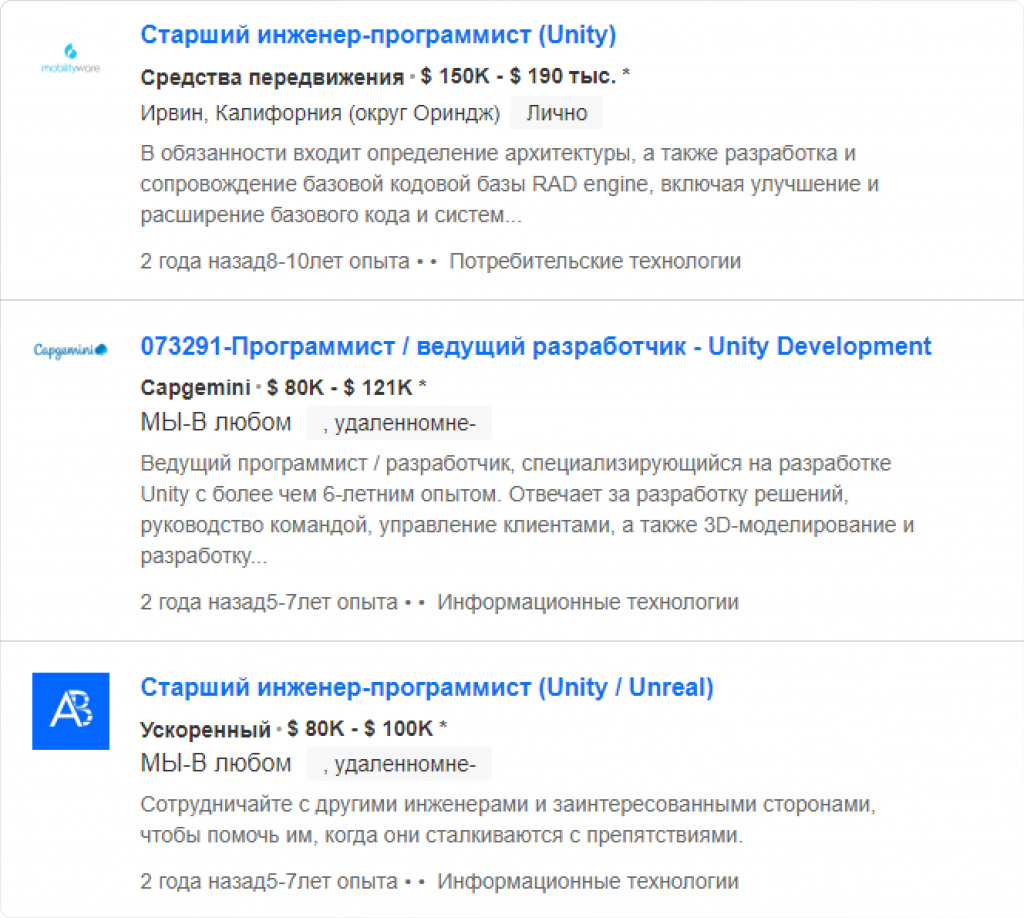 Старший инженер-программист (Unity)
mobilityware
Средства передвижения • $ 150K - $ 190 тыс. *
Ирвин, Калифорния (округ Ориндж) Лично
В обязанности входит определение архитектуры, а также разработка и
сопровождение базовой кодовой базы RAD engine, включая улучшение и
расширение базового кода и систем...
2 года назад8-10лет опыта • • Потребительские технологии
Capgemini
073291-Программист / ведущий разработчик - Unity Development
Capgemini • $ 80K - $ 121K *
МЫ-В любом , удаленномне-
Ведущий программист / разработчик, специализирующийся на разработке
Unity с более чем 6-летним опытом. Отвечает за разработку решений,
руководство командой, управление клиентами, а также 3D-моделирование и
разработку...
2 года назад5-7лет опыта • • Информационные технологии
AB
Старший инженер-программист (Unity / Unreal)
Ускоренный • $ 80K - $ 100K *
МЫ-В любом , удаленномне-
Сотрудничайте с другими инженерами и заинтересованными сторонами,
чтобы помочь им, когда они сталкиваются с препятствиями.
2 года назад5-7лет опыта • • Информационные технологии